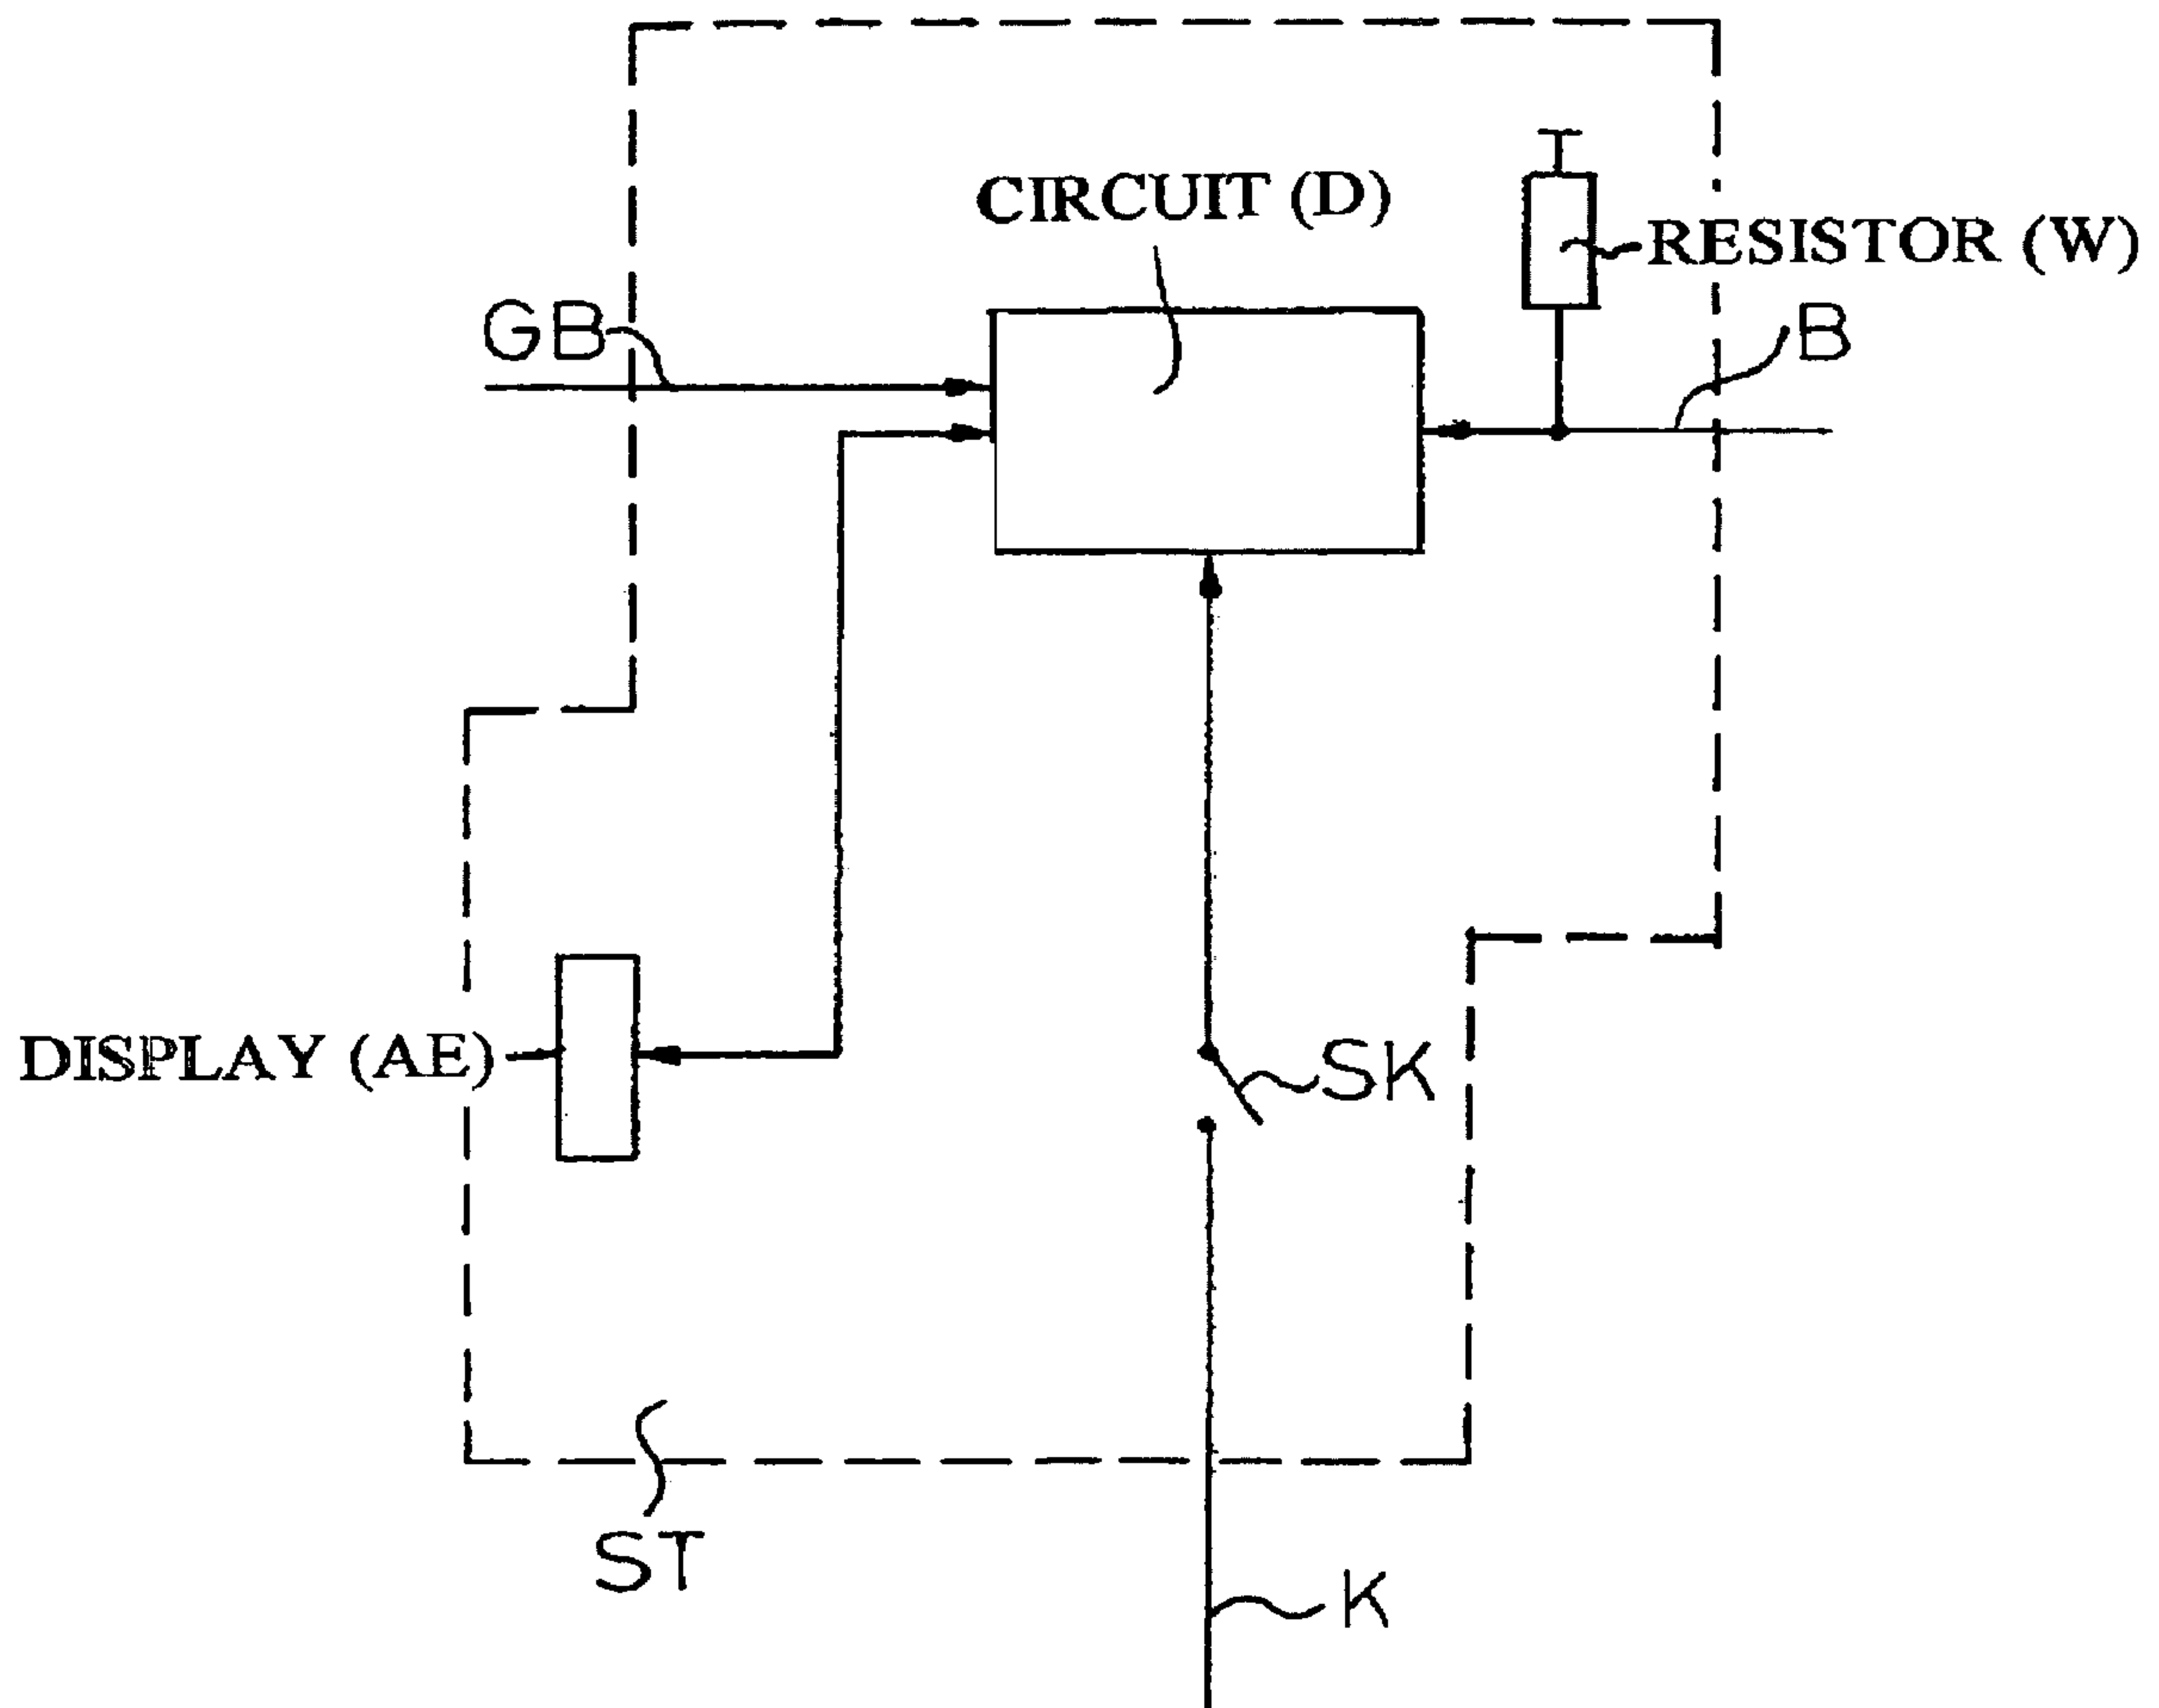 CIRCUIT (D)
RESISTOR (W)
GB
B
DISPLAY (AE)
SK
ST
K